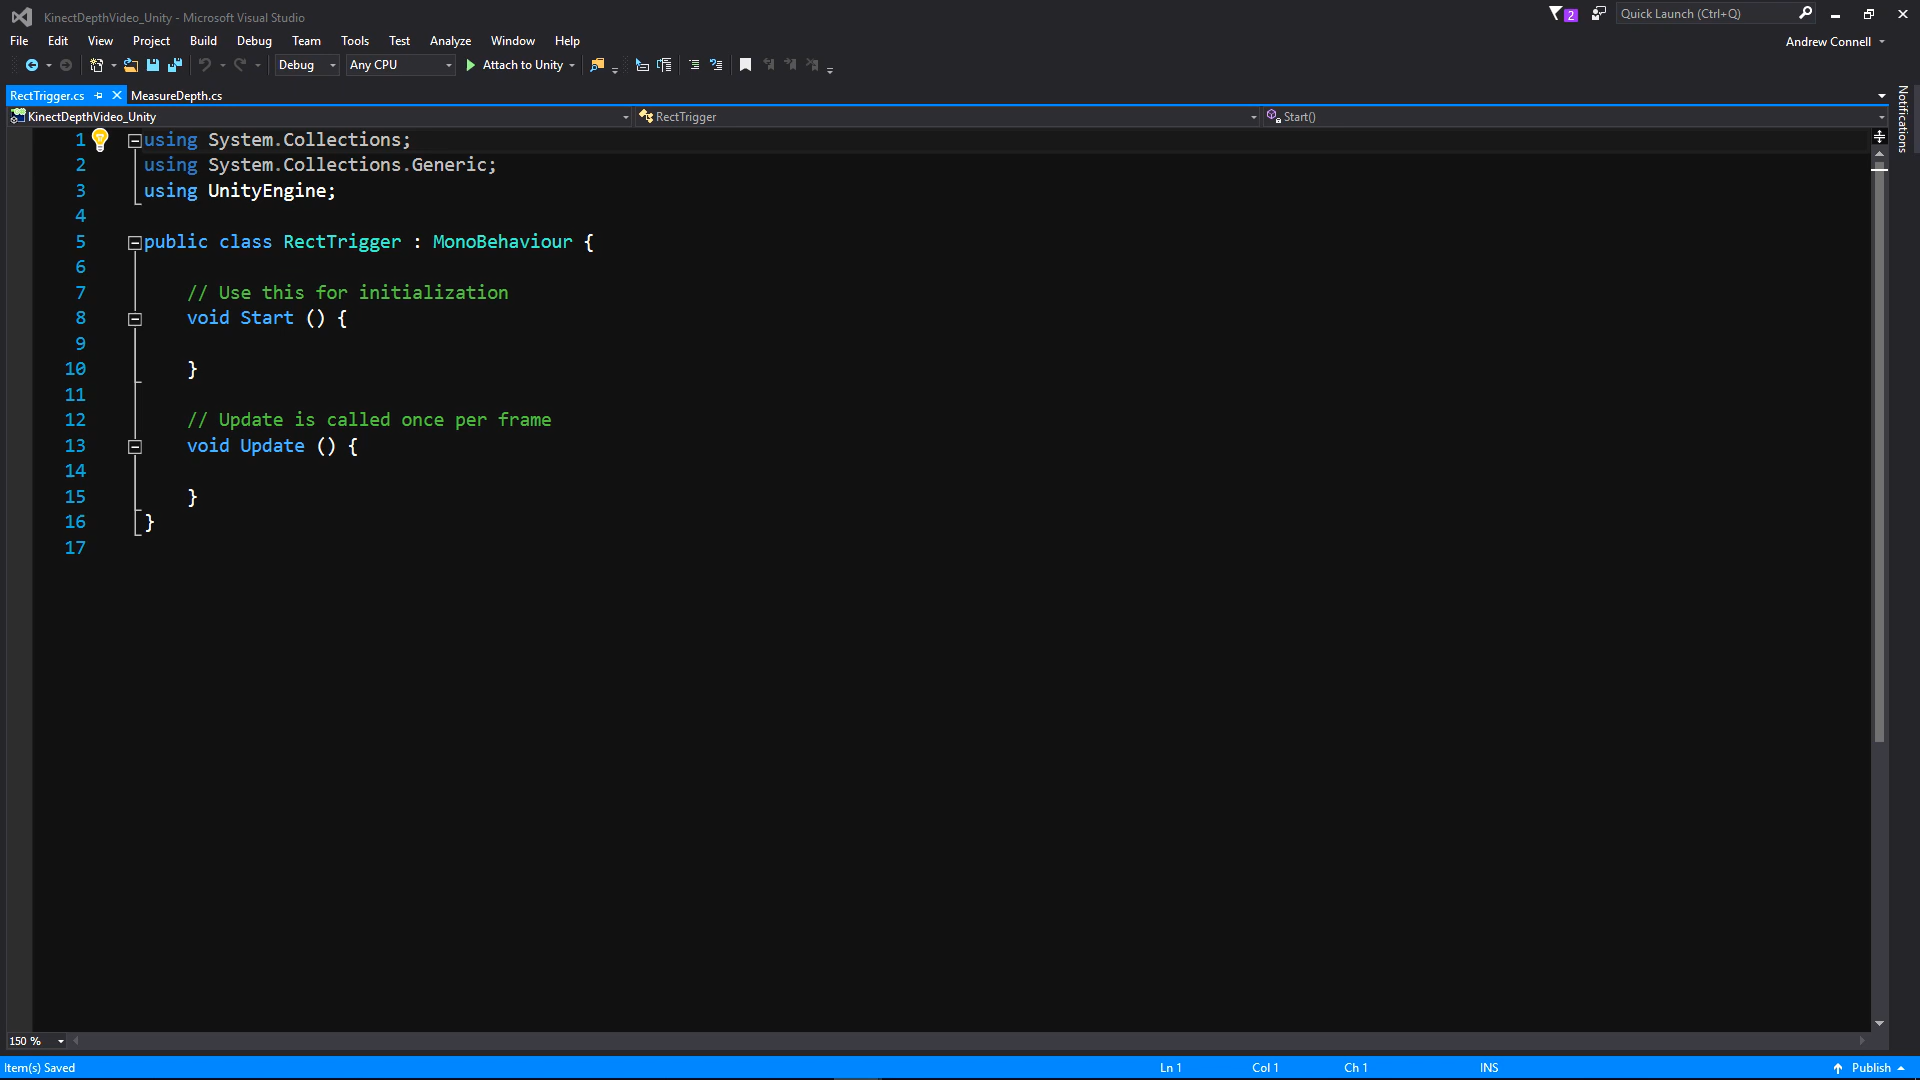 KinectDepthVideo_Unity - Microsoft Visual Studio
2
Quick Launch (Ctrl+Q)
File Edit View Project Build Debug Team Tools Test Analyze Window Help
Andrew Connell
Debug Any CPU Attach to Unity
RectTrigger.cs MeasureDepth.cs
Notifications
KinectDepthVideo_Unity RectTrigger Start()
1 using System.Collections;
2 using System.Collections.Generic;
3 using UnityEngine;
4
5 public class RectTrigger : MonoBehaviour {
6
7 // Use this for initialization
8 void Start () {
9
10 }
11
12 // Update is called once per frame
13 void Update () {
14
15 }
16 }
17
150 %
Item(s) Saved Ln 1 Col 1 Ch 1 INS Publish